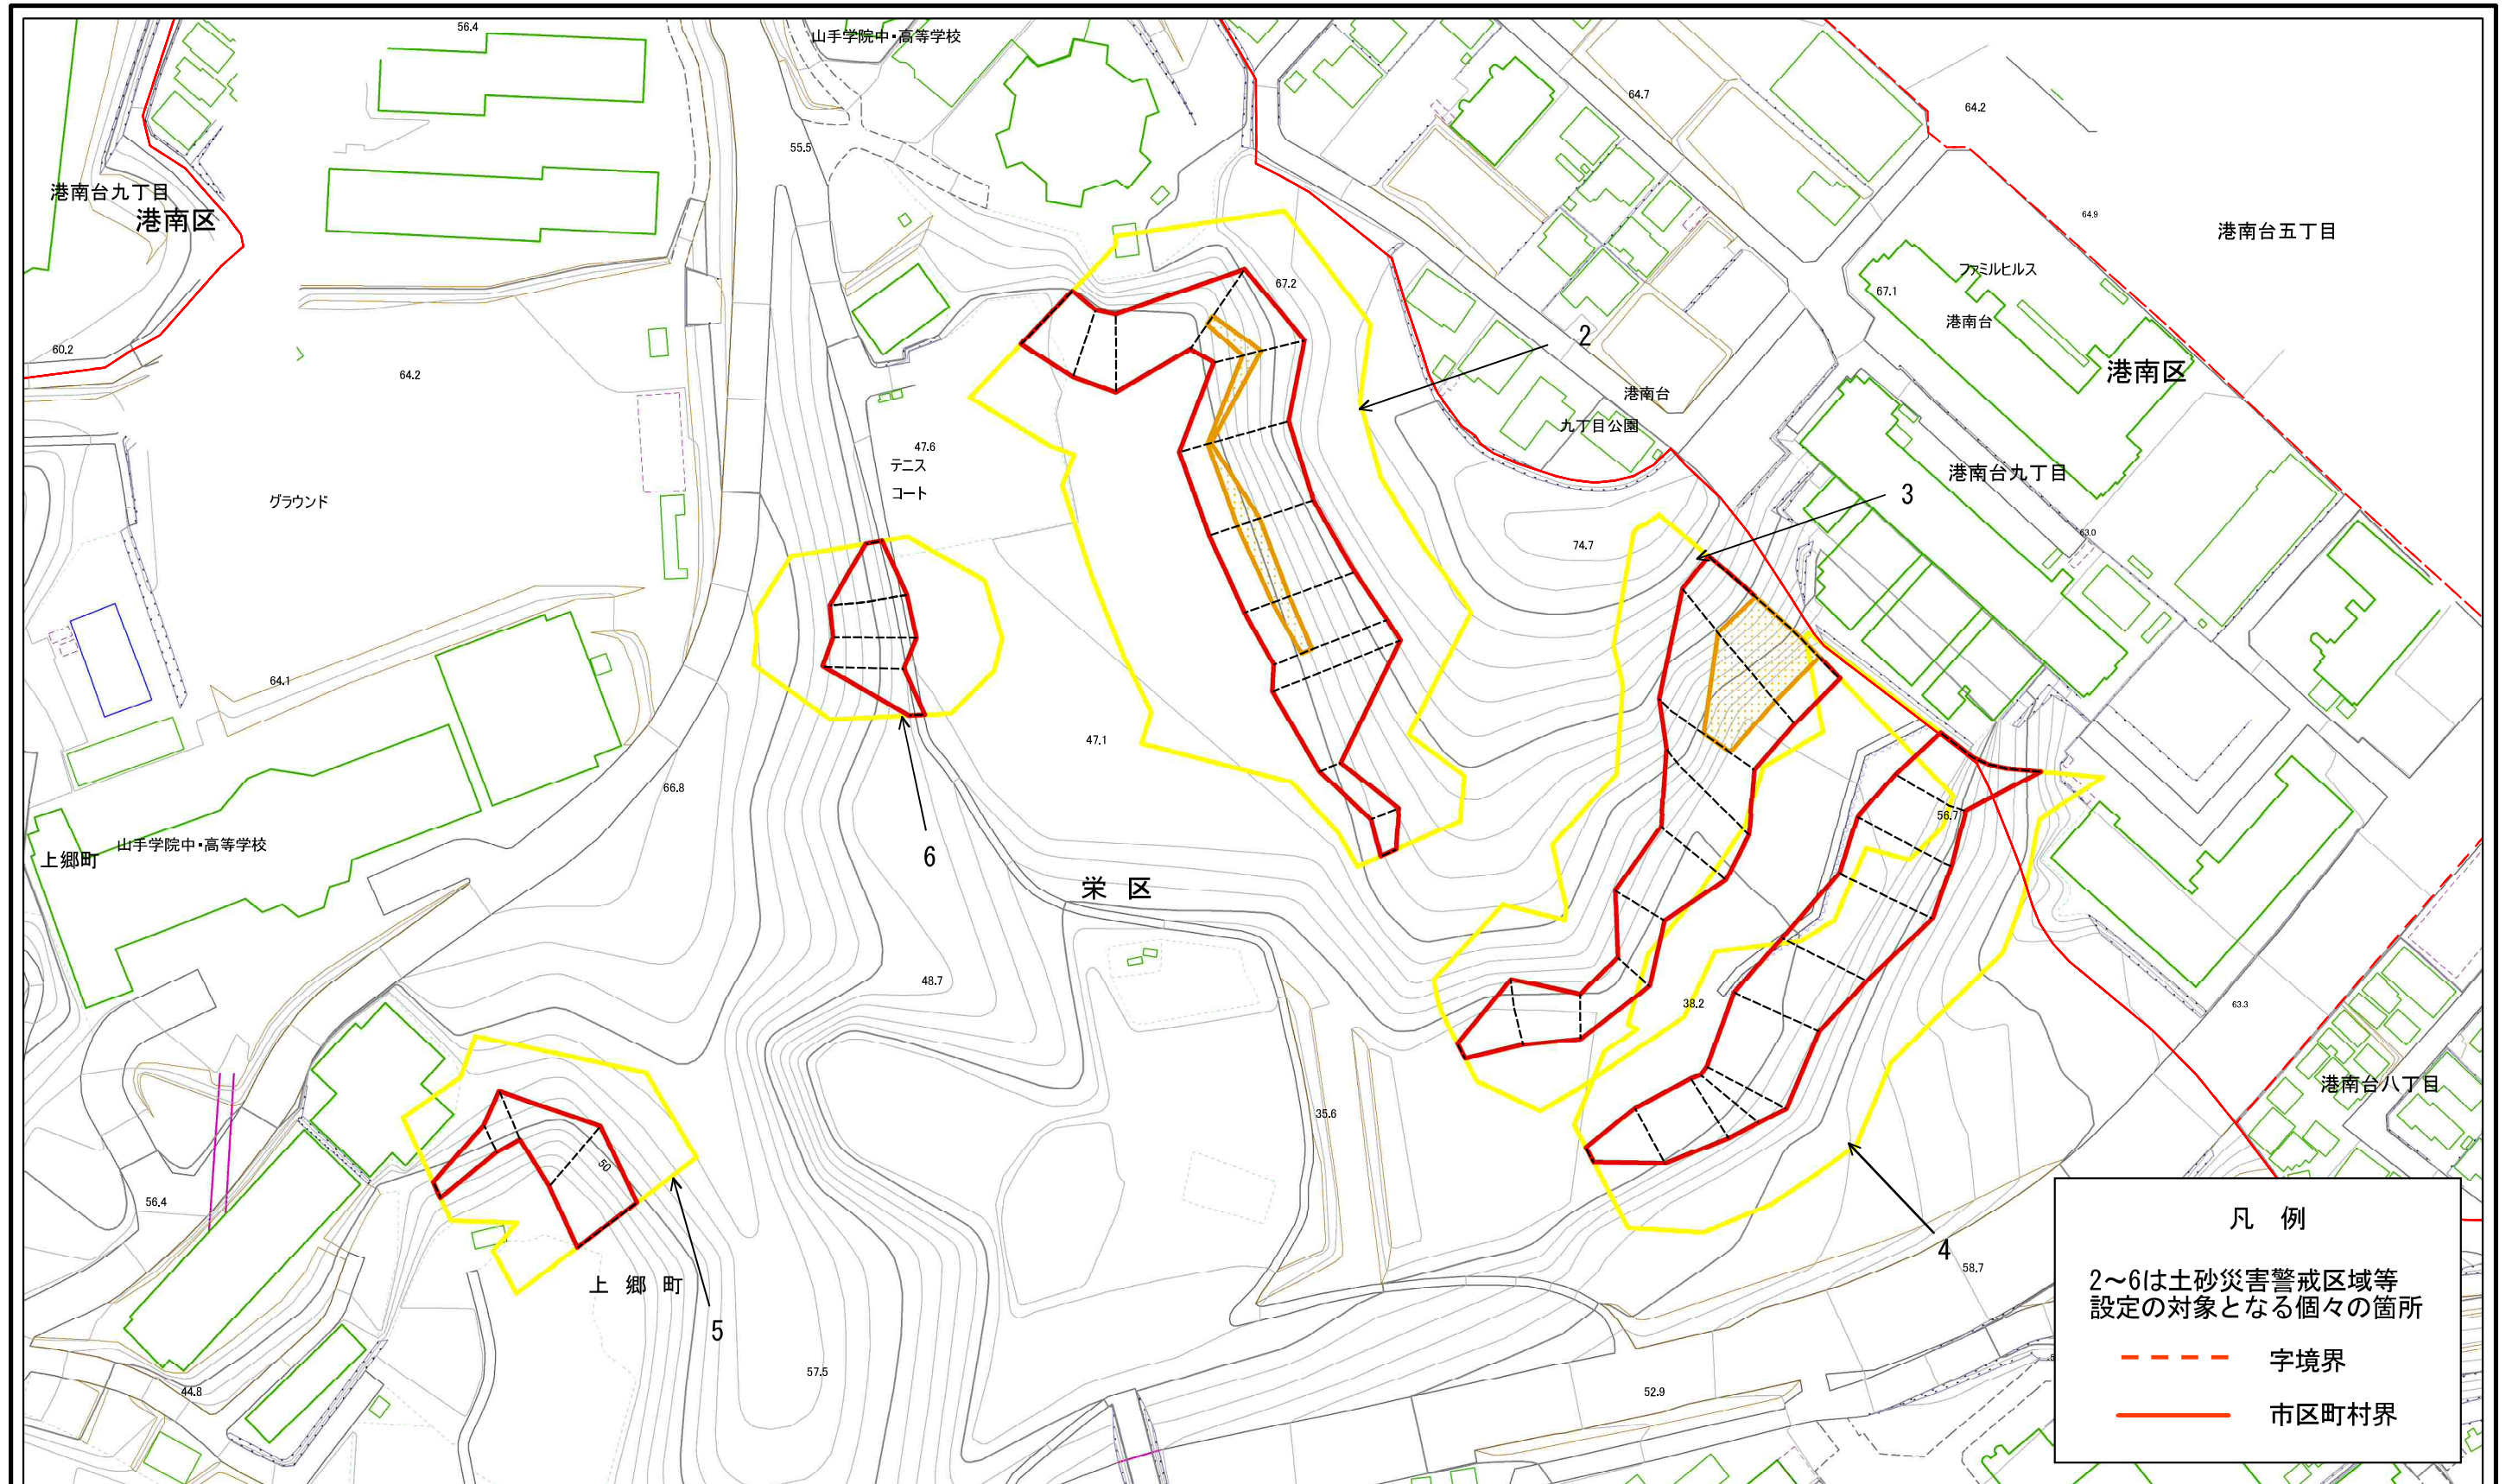 56.4
山手学院中・高等学校
64.7
64.2
55.5
港南台九丁目
港南区
64.9
港南台五丁目
ファミルヒルス
67.2
67.1
港南台
60.2
2
港南区
64.2
港南台
九丁目公園
47.6
テニス
コート
港南台九丁目
グラウンド
3
63.0
74.7
64.1
47.1
66.8
56.7
山手学院中・高等学校
上郷町
6
栄 区
48.7
38.2
63.3
港南台八丁目
35.6
50
56.4
凡 例
4
58.7
2～6は土砂災害警戒区域等
設定の対象となる個々の箇所
上 郷 町
5
字境界
57.5
44.8
52.9
市区町村界